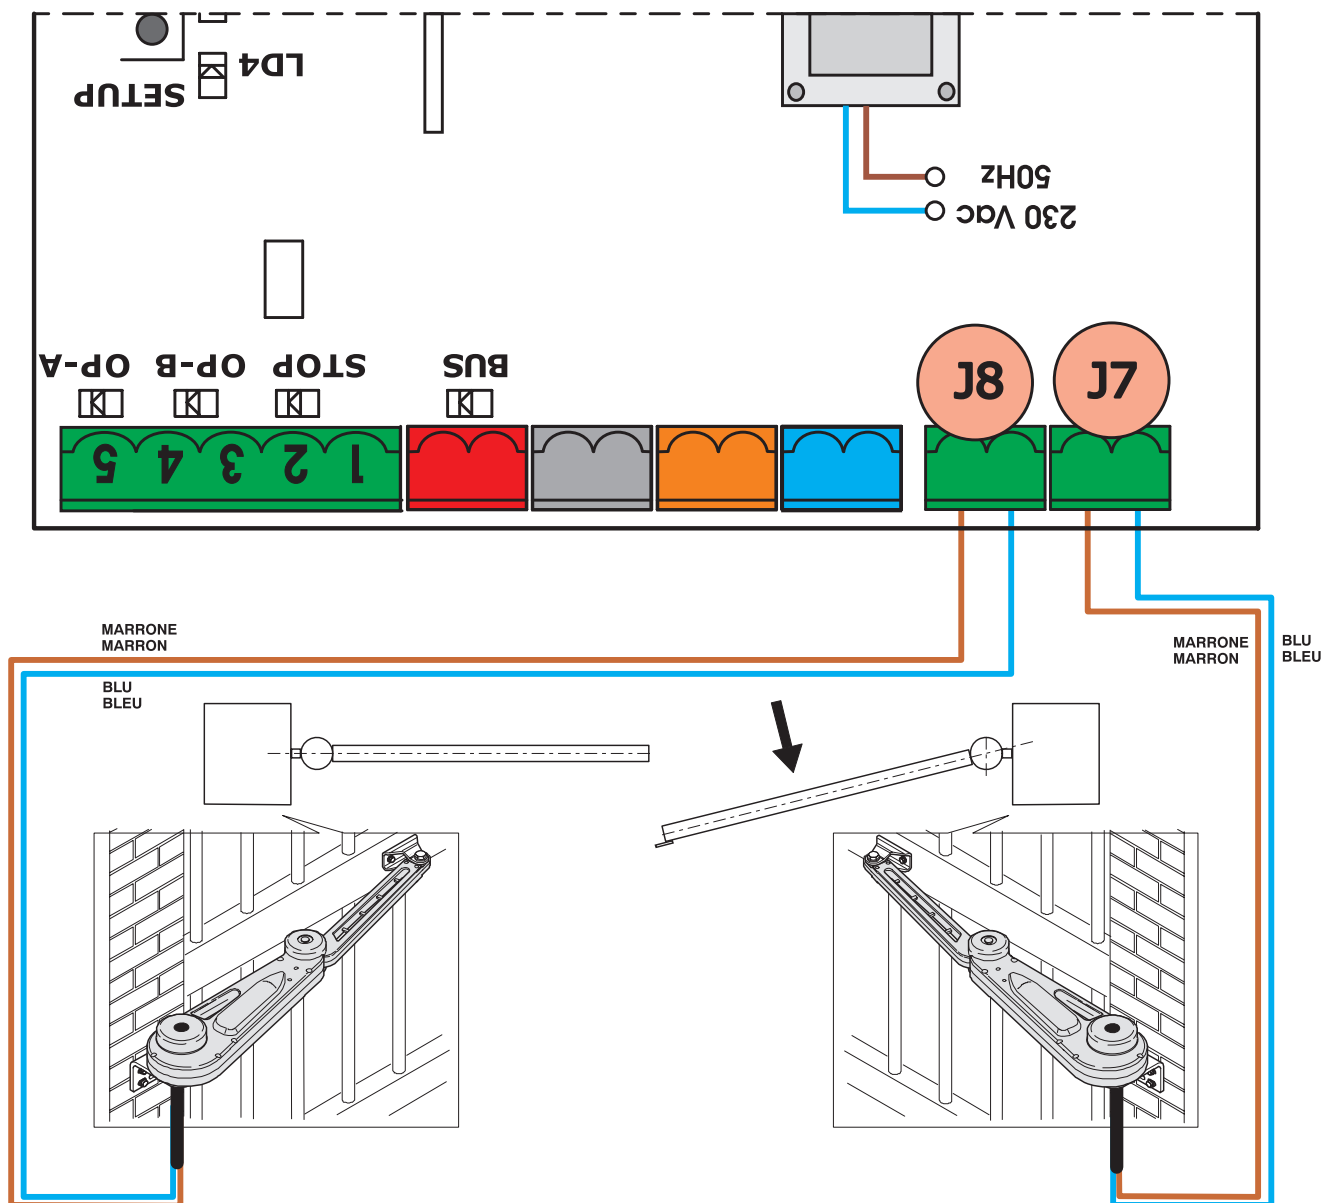 SETUP
LD4
50Hz
230 Vac
OP-A
OP-B
STOP
BUS
J8
J7
5
4
3
2
1
MARRONE
MARRON
BLU
BLEU
MARRONE
MARRON
BLU
BLEU